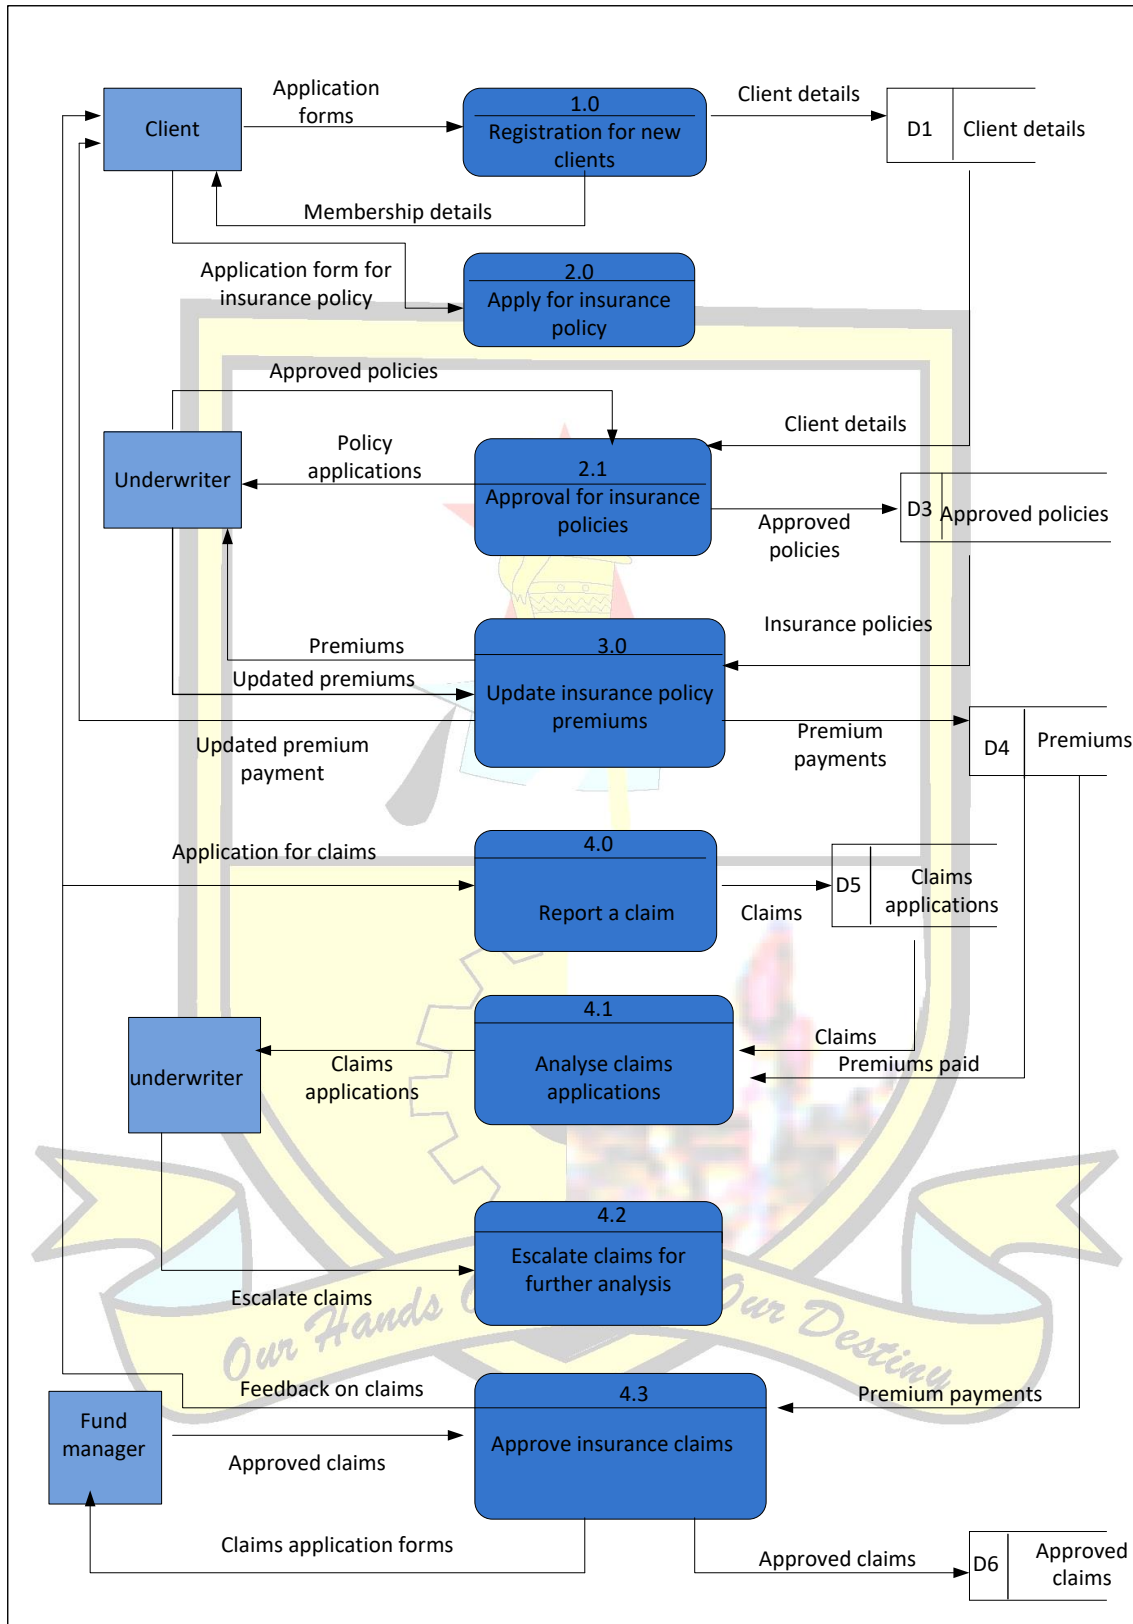 Application
forms
Client details
Client
1.0
Registration for new
clients
D1
Client details
Membership details
Application form for
insurance policy
2.0
Apply for insurance
policy
Approved policies
Client details
Underwriter
Policy
applications
2.1
Approval for insurance
policies
Approved
policies
D3
Approved policies
Insurance policies
Premiums
Updated premiums
3.0
Update insurance policy
premiums
Updated premium
payment
Premium
payments
D4
Premiums
Application for claims
4.0
Report a claim
Claims
D5
Claims
applications
underwriter
Claims
applications
4.1
Analyse claims
applications
Claims
Premiums paid
4.2
Escalate claims for
further analysis
Escalate claims
Our Hands O
Our Destiny
Feedback on claims
Premium payments
Fund
manager
Approved claims
4.3
Approve insurance claims
Claims application forms
Approved claims
D6
Approved
claims